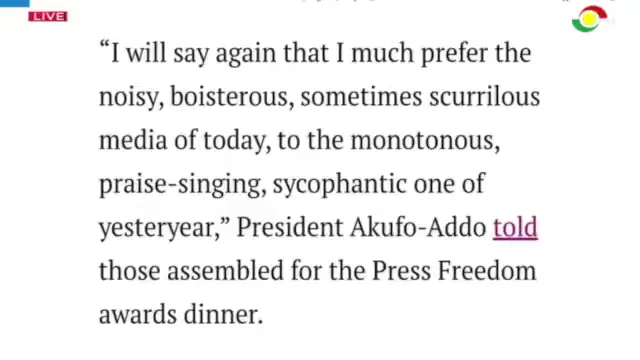 LIVE
“I will say again that I much prefer the
noisy, boisterous, sometimes scurrilous
media of today, to the monotonous,
praise-singing, sycophantic one of
yesteryear,” President Akufo-Addo told
those assembled for the Press Freedom
awards dinner.